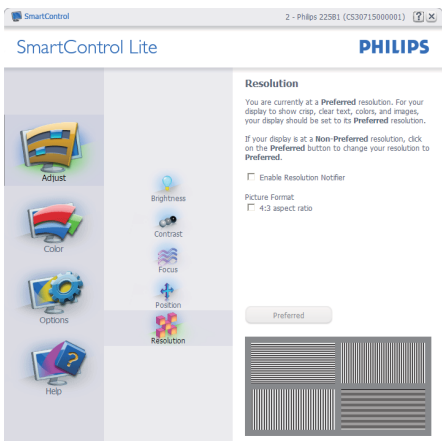 SmartControl
2 - Philips 225B1 (CS30715000001)
SmartControl Lite
PHILIPS
Adjust
Color
Options
Help
Brightness
Contrast
Focus
Position
Resolution
Resolution
You are currently at a Preferred resolution. For your
display to show crisp, clear text, colors, and images,
your display should be set to its Preferred resolution.
If your display is at a Non-Preferred resolution, click
on the Preferred button to change your resolution to
Preferred.
Enable Resolution Notifier
Picture Format
4:3 aspect ratio
Preferred